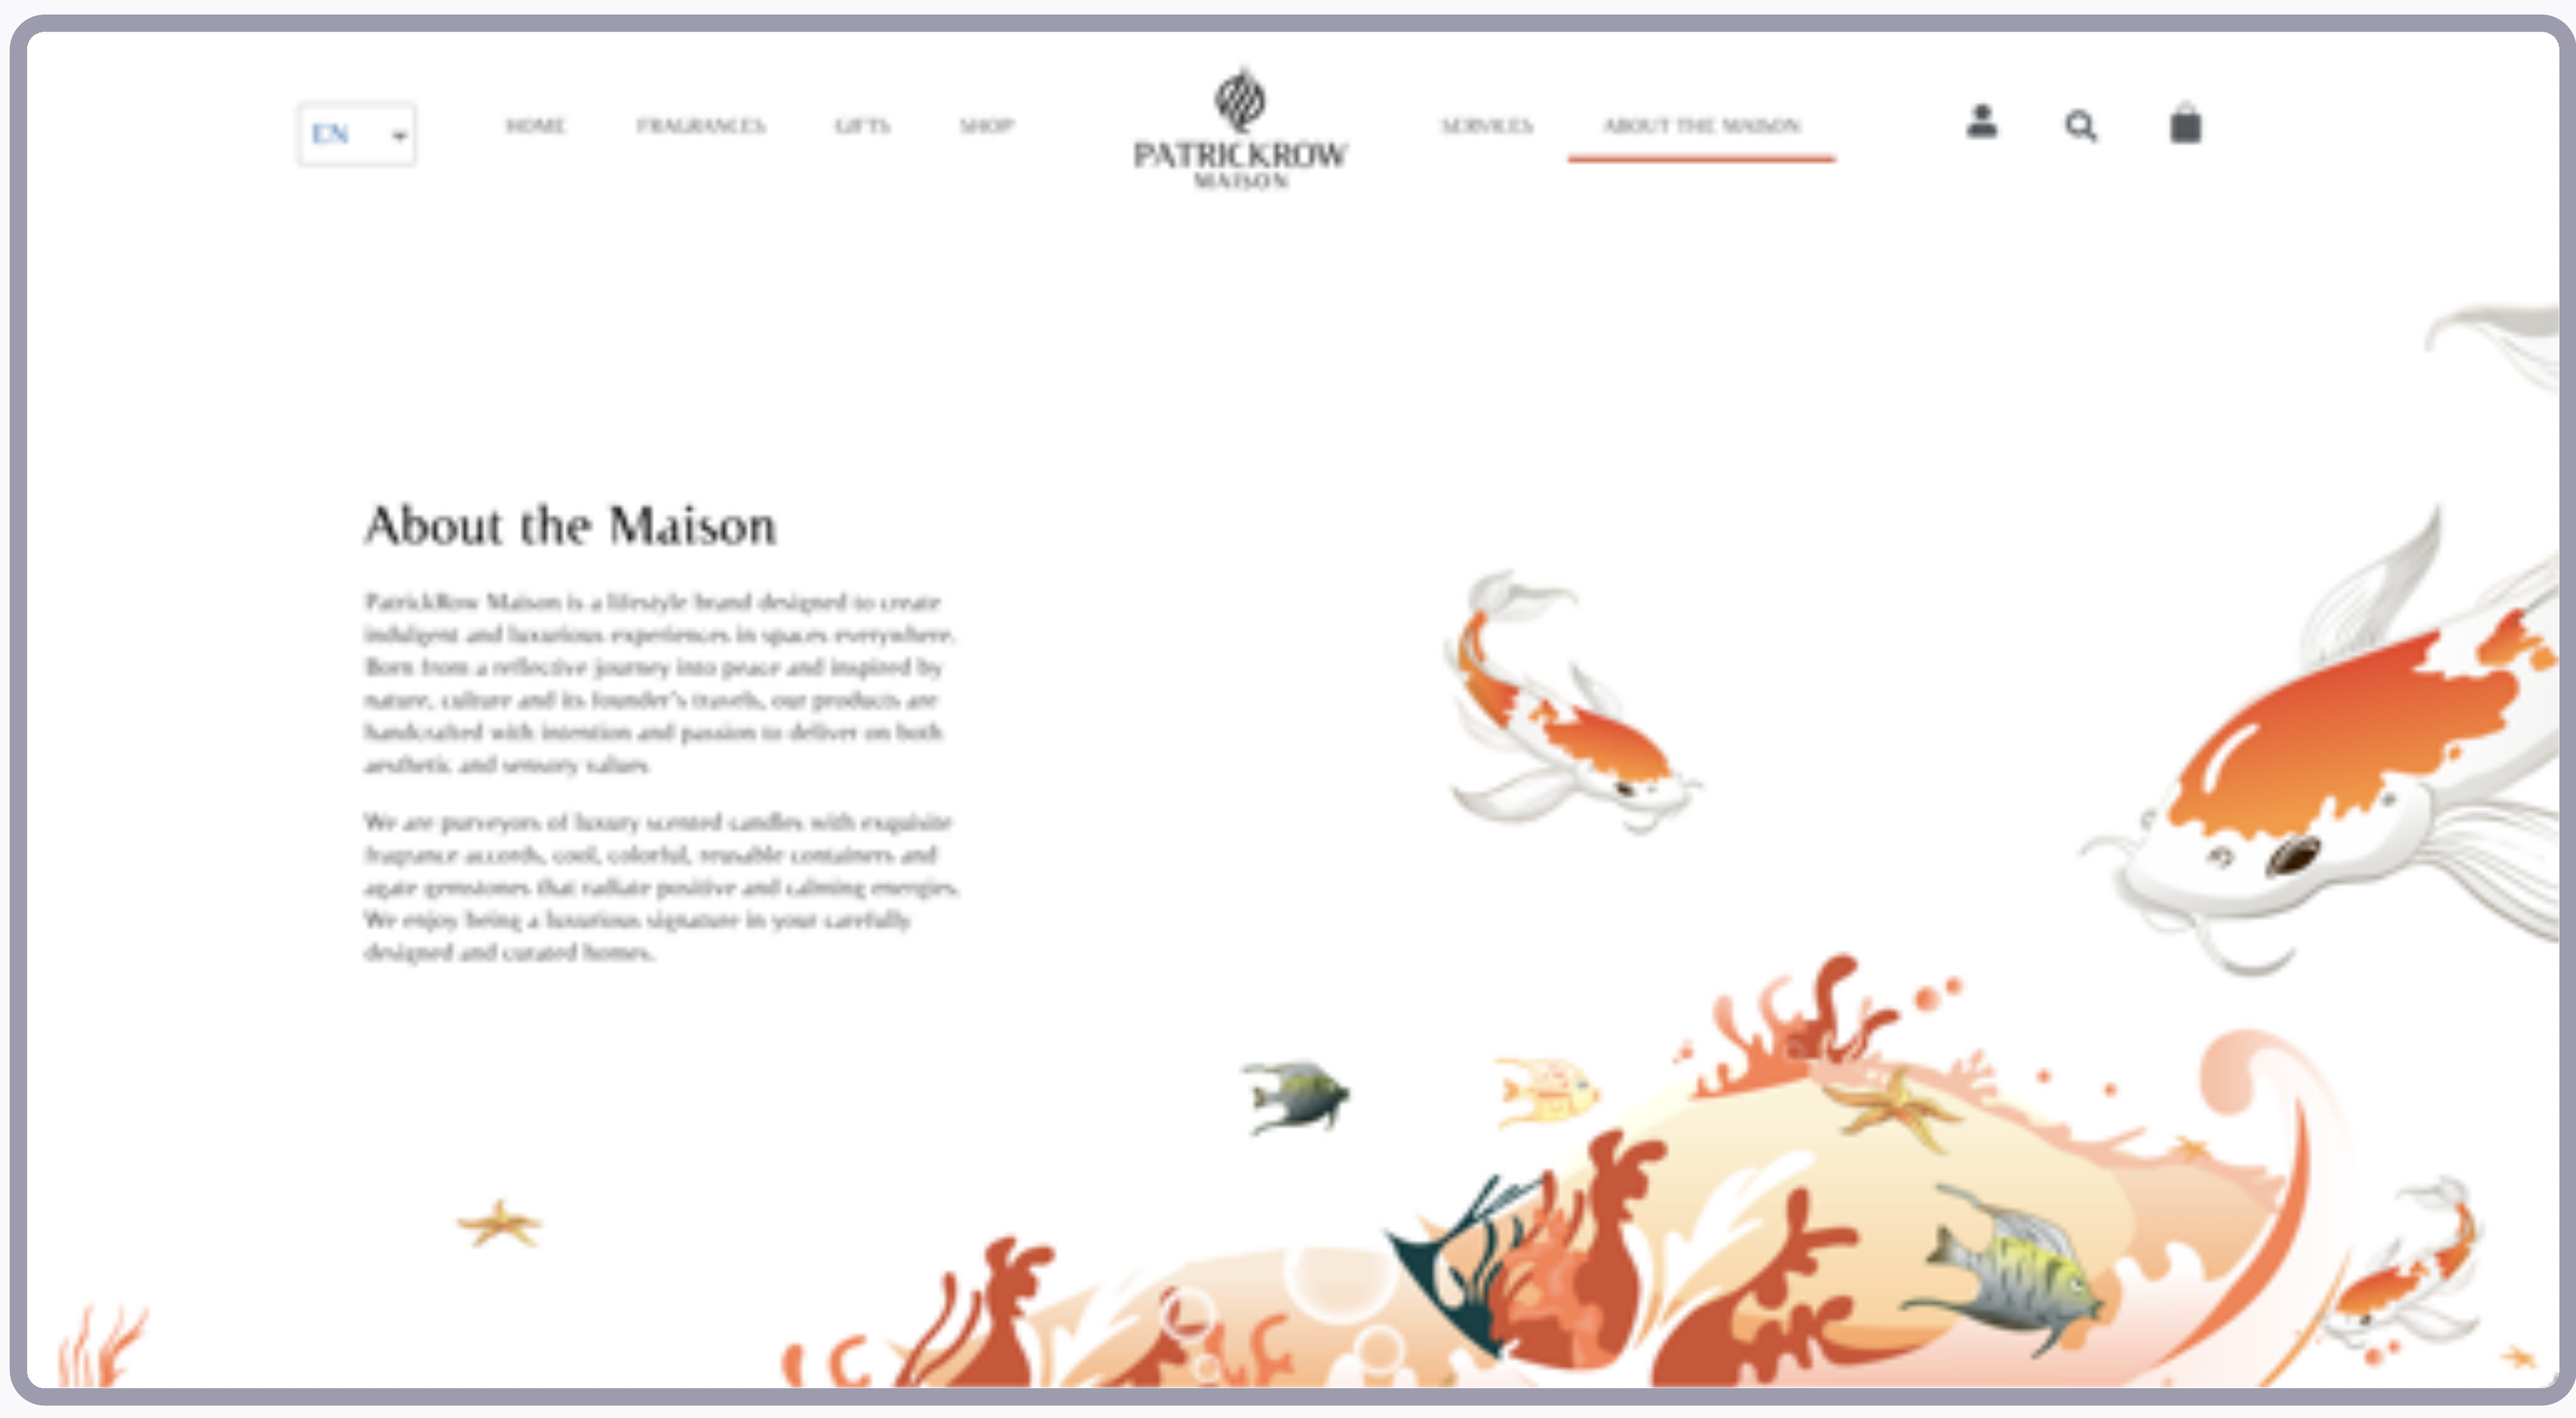 EN
HOME
FRAGRANCES
GIFTS
SHOP
PATRICKROW
MAISON
SERVICES
ABOUT THE MAISON
About the Maison
PatrickRow Maison is a lifestyle brand designed to create
indulgent and luxurious experiences in spaces everywhere.
Born from a reflective journey into peace and inspired by
nature, culture and its founder's travels, our products are
handcrafted with intention and passion to deliver on both
aesthetic and sensory values.
We are purveyors of luxury scented candles with exquisite
fragrance accords, cool, colorful, reusable containers and
agate gemstones that radiate positive and calming energies.
We enjoy being a luxurious signature in your carefully
designed and curated homes.